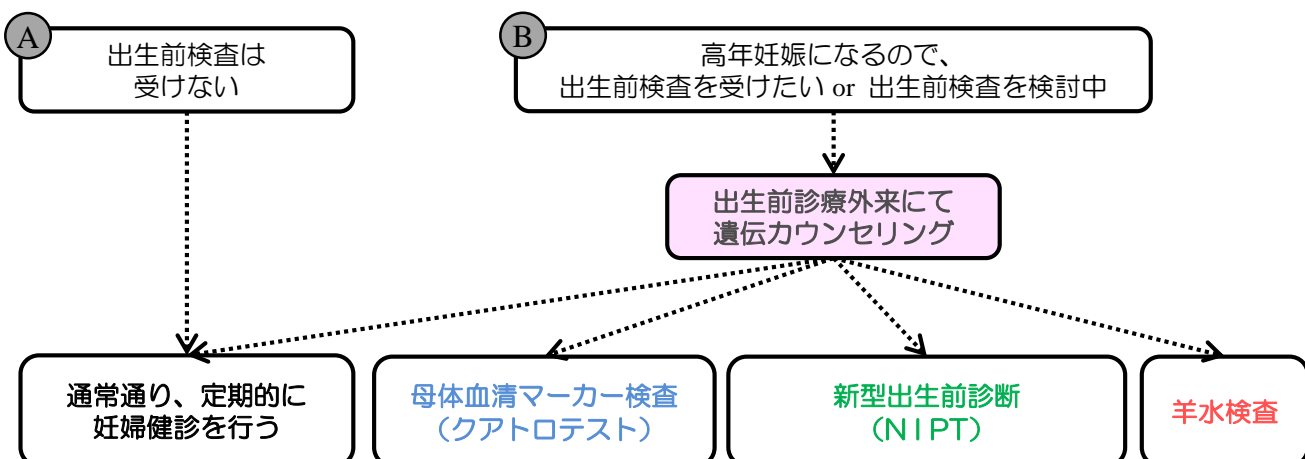 A
出生前検査は
受けない
B
高年妊娠になるので、
出生前検査を受けたい or 出生前検査を検討中
出生前診療外来にて
遺伝カウンセリング
通常通り、定期的に
妊婦健診を行う
母体血清マーカー検査
（クアトロテスト）
新型出生前診断
（NIPT）
羊水検査